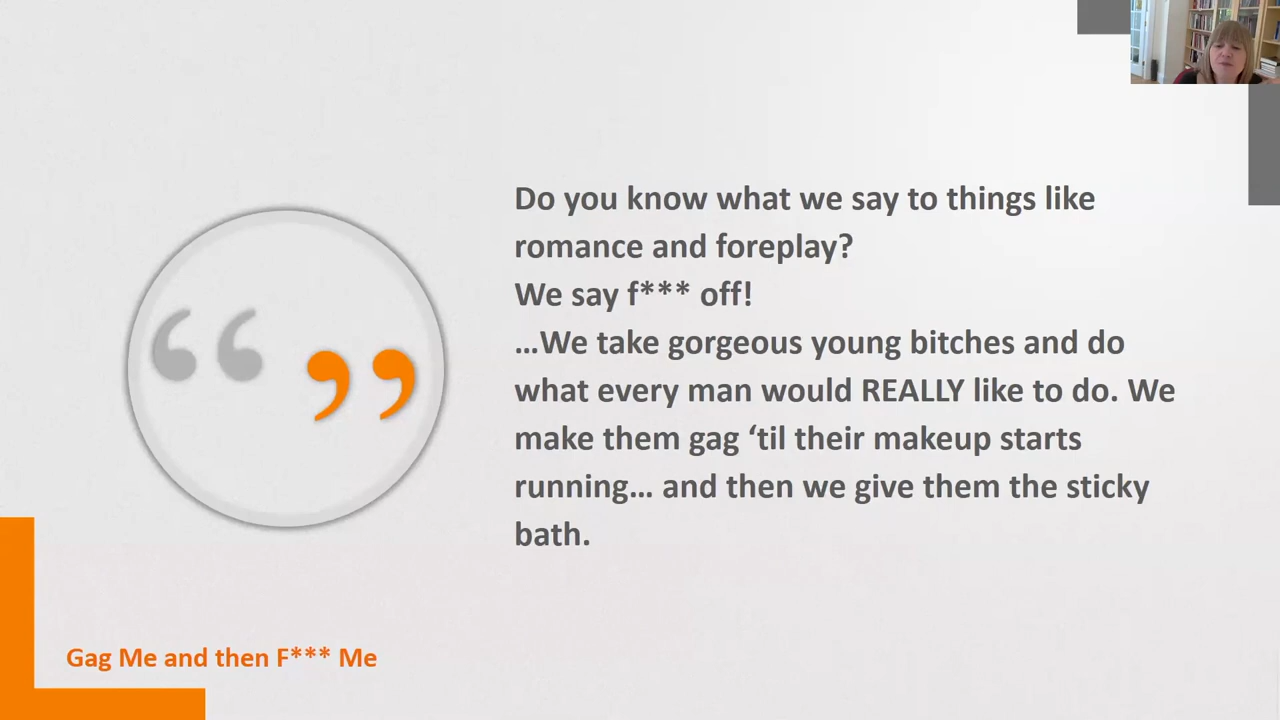 Do you know what we say to things like
romance and foreplay?
We say f*** off!
…We take gorgeous young bitches and do
what every man would REALLY like to do. We
make them gag ‘til their makeup starts
running… and then we give them the sticky
bath.
Gag Me and then F*** Me